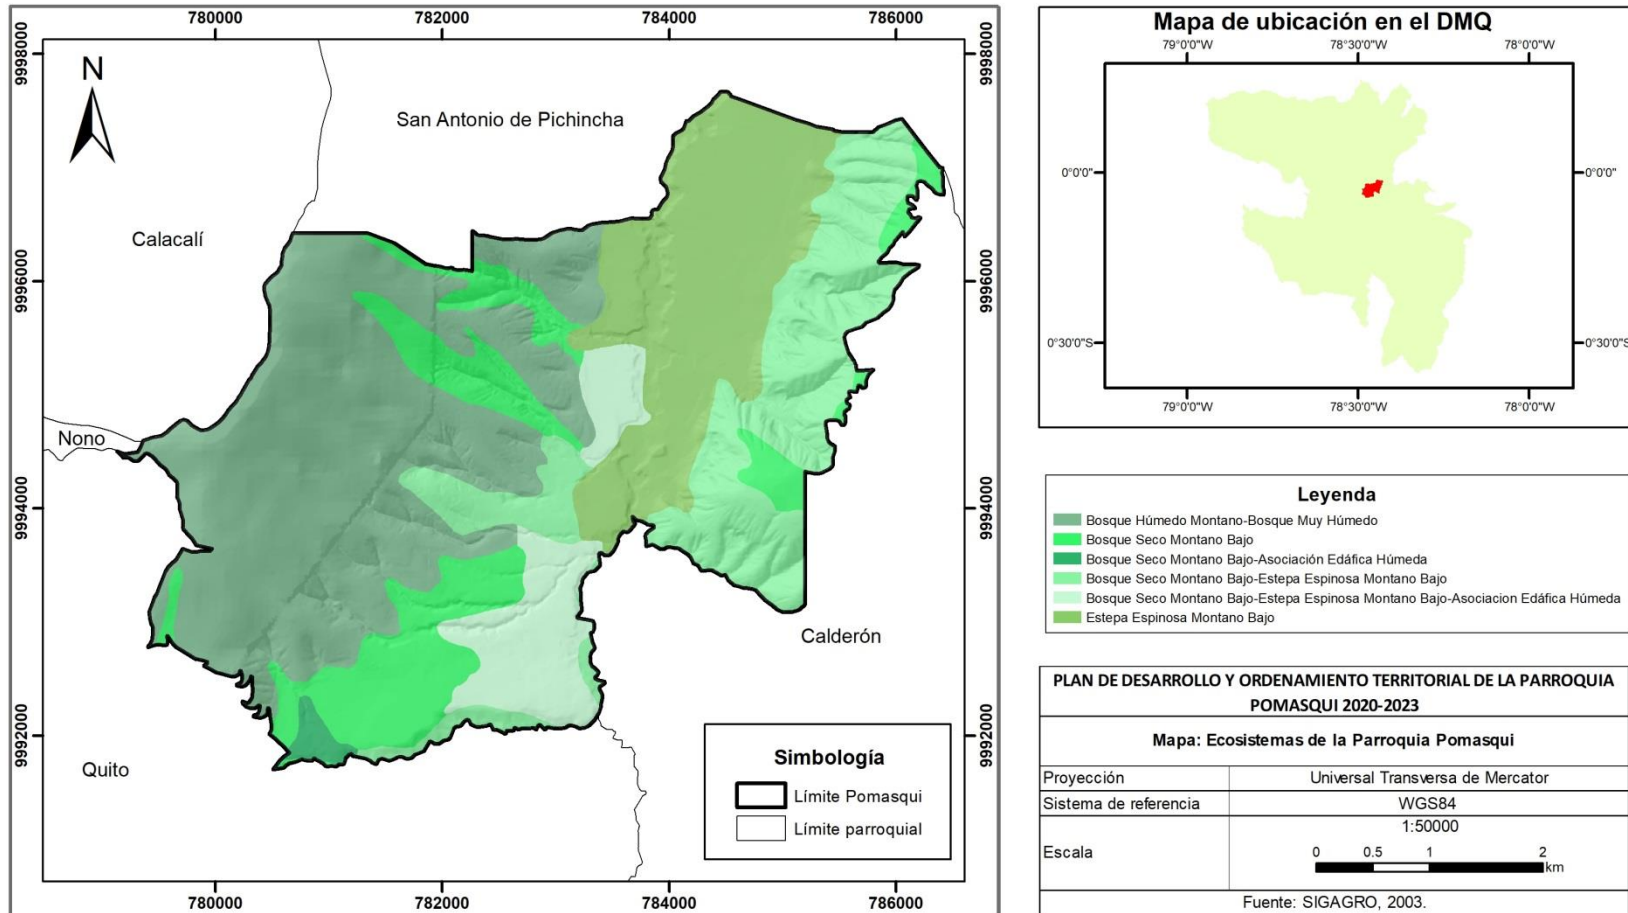 780000
782000
784000
786000
9998000
9998000
N
San Antonio de Pichincha
Calacalí
9996000
9996000
Nono
9994000
9994000
Calderón
9992000
9992000
Quito
Simbología
Límite Pomasqui
Límite parroquial
780000
782000
784000
786000
Mapa de ubicación en el DMQ
79°0'0"W
78°30'0"W
78°0'0"W
0°0'0"
0°0'0"
0°30'0"S
0°30'0"S
79°0'0"W
78°30'0"W
78°0'0"W
Leyenda
Bosque Húmedo Montano-Bosque Muy Húmedo
Bosque Seco Montano Bajo
Bosque Seco Montano Bajo-Asociación Edáfica Húmeda
Bosque Seco Montano Bajo-Estepa Espinosa Montano Bajo
Bosque Seco Montano Bajo-Estepa Espinosa Montano Bajo-Asociacion Edáfica Húmeda
Estepa Espinosa Montano Bajo
PLAN DE DESARROLLO Y ORDENAMIENTO TERRITORIAL DE LA PARROQUIA
POMASQUI 2020-2023
Mapa: Ecosistemas de la Parroquia Pomasqui
Proyección Universal Transversa de Mercator
Sistema de referencia WGS84
Escala 1:50000
0 0.5 1 2
km
Fuente: SIGAGRO, 2003.